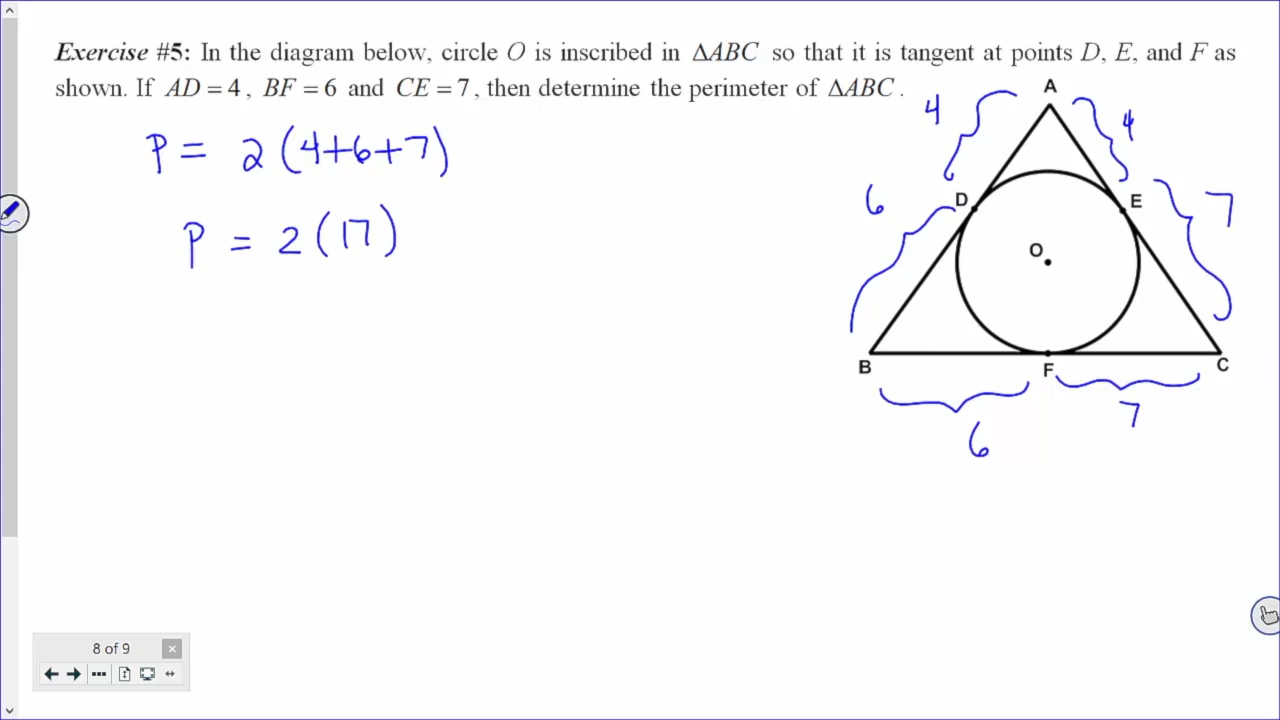 Exercise #5: In the diagram below, circle O is inscribed in ΔABC so that it is tangent at points D, E, and F as
shown. If AD = 4, BF = 6 and CE = 7, then determine the perimeter of ΔABC.
P = 2(4+6+7)
P = 2(17)
A
4
4
6
D
E
7
O
B
F
C
6
7
8 of 9